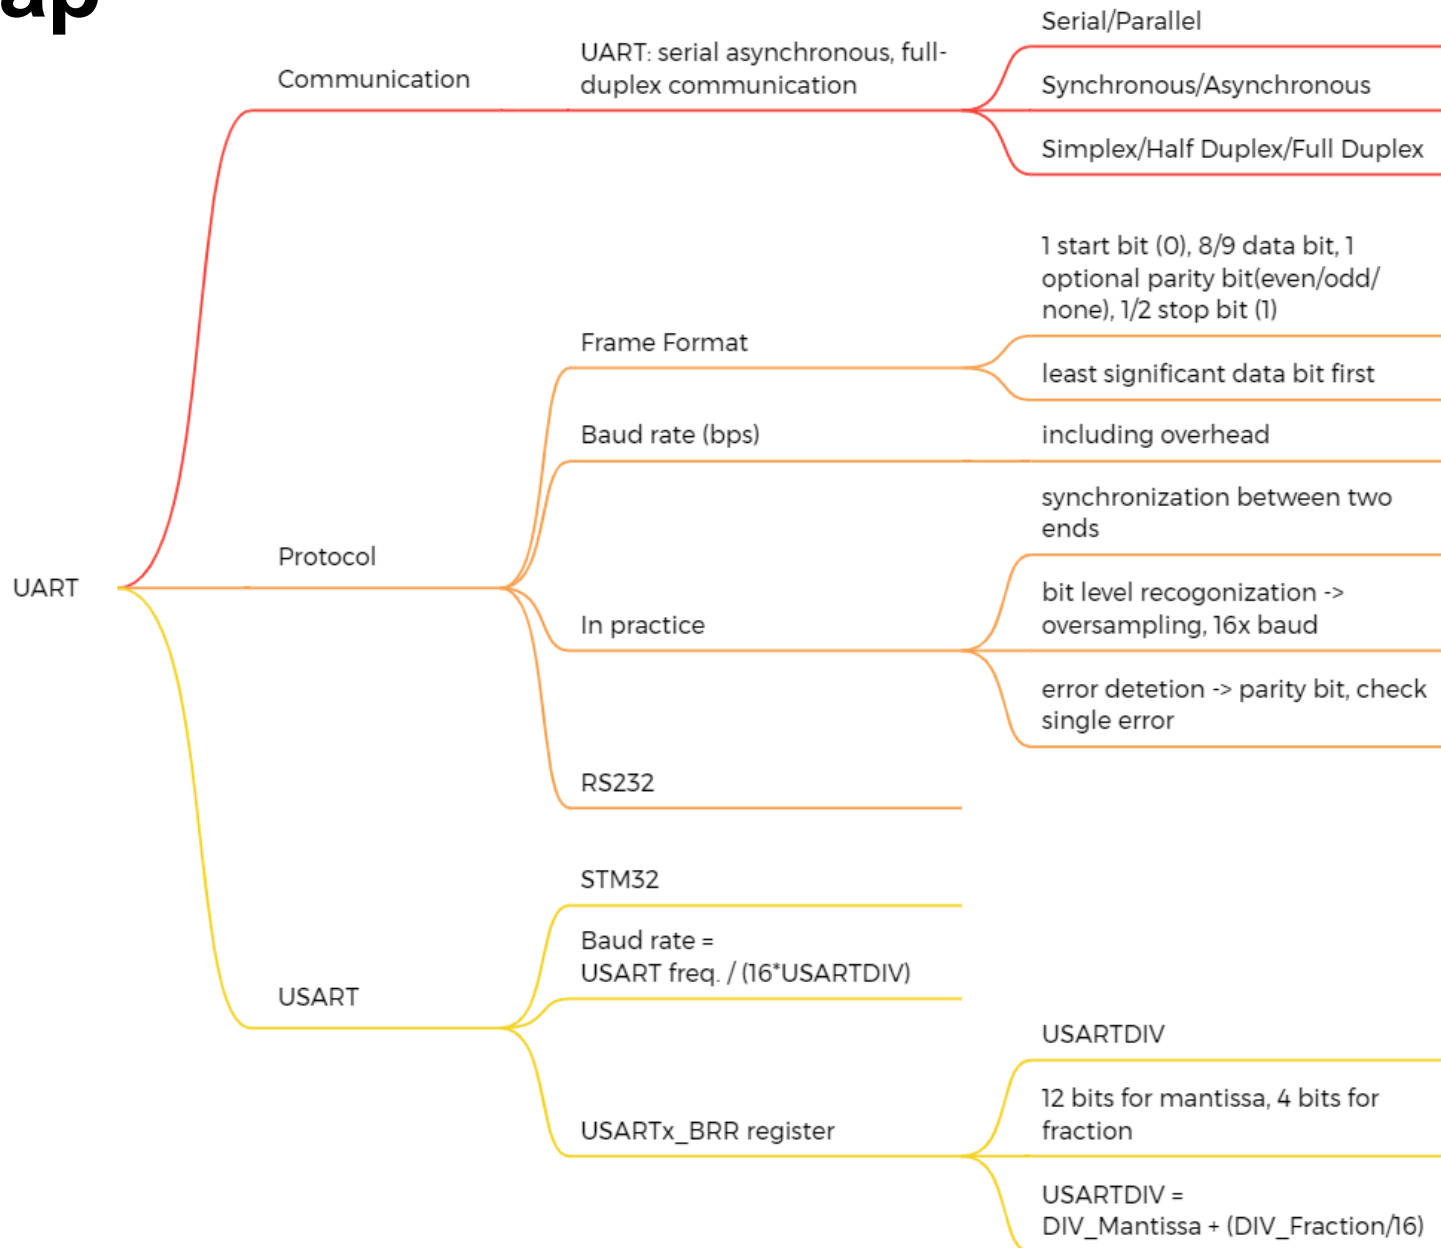 ap
Serial/Parallel
UART: serial asynchronous, full-
duplex communication
Communication
Synchronous/Asynchronous
Simplex/Half Duplex/Full Duplex
1 start bit (0), 8/9 data bit, 1
optional parity bit(even/odd/
none), 1/2 stop bit (1)
Frame Format
least significant data bit first
Baud rate (bps)
including overhead
synchronization between two
ends
Protocol
UART
bit level recogonization ->
oversampling, 16x baud
In practice
error detetion -> parity bit, check
single error
RS232
STM32
Baud rate =
USART freq. / (16*USARTDIV)
USART
USARTDIV
12 bits for mantissa, 4 bits for
fraction
USARTx_BRR register
USARTDIV =
DIV_Mantissa + (DIV_Fraction/16)